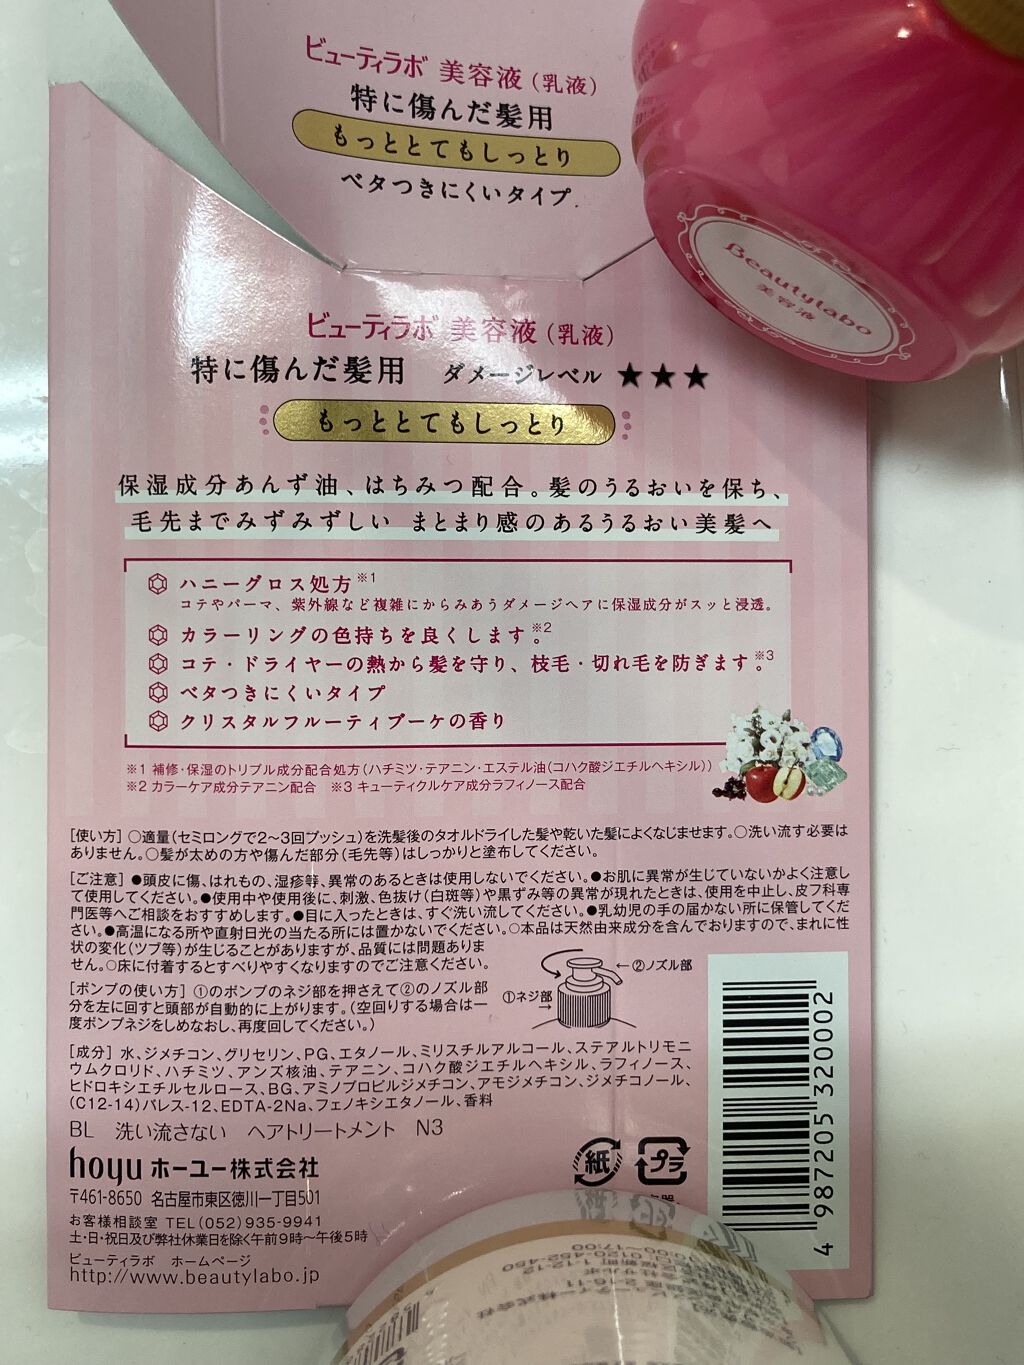 ビューティラボ 美容液(乳液)
特に傷んだ髪用
もっととてもしっとり
ベタつきにくいタイプ
Beautylabo
美容液
ビューティラボ 美容液(乳液)
特に傷んだ髪用 ダメージレベル ★★★
もっととてもしっとり
保湿成分あんず油、はちみつ配合。髪のうるおいを保ち、
毛先までみずみずしい まとまり感のあるうるおい美髪へ
ハニーグロス処方※1
コテやパーマ、紫外線など複雑にからみあうダメージヘアに保湿成分がスッと浸透。
カラーリングの色持ちを良くします。※2
コテ・ドライヤーの熱から髪を守り、枝毛・切れ毛を防ぎます。※3
ベタつきにくいタイプ
クリスタルフルーティブーケの香り
※1 補修・保湿のトリプル成分配合処方(ハチミツ・テアニン・エステル油(コハク酸ジエチルヘキシル))
※2 カラーケア成分テアニン配合 ※3 キューティクルケア成分ラフィノース配合
[使い方] ○適量(セミロングで2〜3回プッシュ)を洗髪後のタオルドライした髪や乾いた髪によくなじませます。○洗い流す必要は
ありません。○髪が太めの方や傷んだ部分(毛先等)はしっかりと塗布してください。
[ご注意] ●頭皮に傷、はれもの、湿疹等、異常のあるときは使用しないでください。●お肌に異常が生じていないかよく注意し
て使用してください。●使用中や使用後に、刺激、色抜け(白斑等)や黒ずみ等の異常が現れたときは、使用を中止し、皮フ科専
門医等へご相談をおすすめします。●目に入ったときは、すぐ洗い流してください。●乳幼児の手の届かない所に保管してくだ
さい。●高温になる所や直射日光の当たる所には置かないでください。○本品は天然由来成分を含んでおりますので、まれに性
状の変化(ツブ等)が生じることがありますが、品質には問題ありま
せん。○床に付着するとすべりやすくなりますのでご注意ください。
[ポンプの使い方] ①のポンプのネジ部を押さえて②のノズル部
分を左に回すと頭部が自動的に上がります。(空回りする場合は一
度ポンプネジをしめなおし、再度回してください。)
←②ノズル部
①ネジ部→
[成分] 水、ジメチコン、グリセリン、PG、エタノール、ミリスチルアルコール、ステアルトリモニ
ウムクロリド、ハチミツ、アンズ核油、テアニン、コハク酸ジエチルヘキシル、ラフィノース、
ヒドロキシエチルセルロース、BG、アミノプロピルジメチコン、アモジメチコン、ジメチコノール、
(C12-14)パレス-12、EDTA-2Na、フェノキシエタノール、香料
BL 洗い流さない ヘアトリートメント N3
hoyu ホーユー株式会社
〒461-8650 名古屋市東区徳川一丁目501
お客様相談室 TEL(052)935-9941
土・日・祝日及び弊社休業日を除く午前9時〜午後5時
ビューティラボ ホームページ
http://www.beautylabo.jp
紙 プラ
4 987205 320002